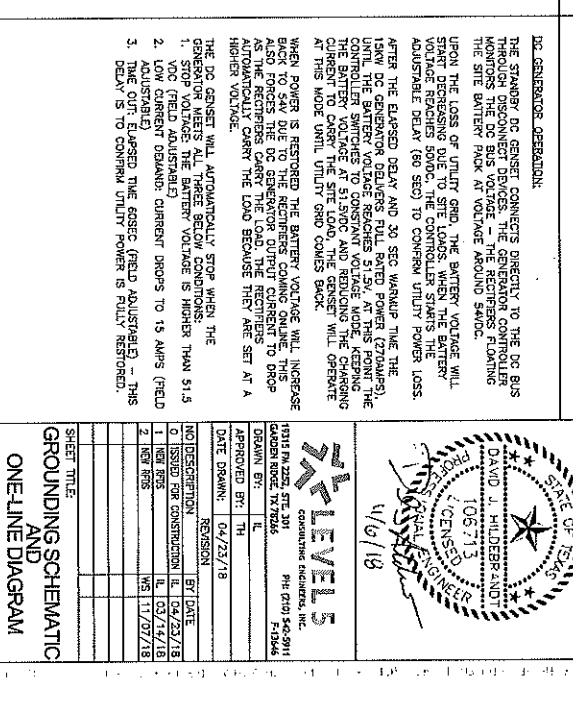 DC GENERATOR OPERATION:
THE STANDBY DC GENSET CONNECTS DIRECTLY TO THE DC BUS
THROUGH DISCONNECT DEVICES. THE GENERATOR CONTROLLER
MONITORS THE DC BUS VOLTAGE – THE RECTIFIERS FLOATING
THE SITE BATTERY PACK AT VOLTAGE AROUND 54VDC.
UPON THE LOSS OF UTILITY GRID, THE BATTERY VOLTAGE WILL
START DECREASING DUE TO SITE LOADS. WHEN THE BATTERY
VOLTAGE REACHES 50VDC, THE CONTROLLER STARTS THE
ADJUSTABLE DELAY (60 SEC) TO CONFIRM UTILITY POWER LOSS.
AFTER THE ELAPSED DELAY AND 30 SEC WARMUP TIME THE
15KW DC GENERATOR DELIVERS FULL RATED POWER (270AMPS),
UNTIL THE BATTERY VOLTAGE REACHES 51.5V, AT THIS POINT THE
CONTROLLER SWITCHES TO CONSTANT VOLTAGE MODE, KEEPING
THE BATTERY VOLTAGE AT 51.5VDC AND REDUCING THE CHARGING
CURRENT TO CARRY THE SITE LOAD, THE GENSET WILL OPERATE
AT THIS MODE UNTIL UTILITY GRID COMES BACK.
WHEN POWER IS RESTORED THE BATTERY VOLTAGE WILL INCREASE
BACK TO 54V DUE TO THE RECTIFIERS COMING ONLINE. THIS
ALSO FORCES THE DC GENERATOR OUTPUT CURRENT TO DROP
AS THE RECTIFIERS CARRY THE LOAD. THE RECTIFIERS
AUTOMATICALLY CARRY THE LOAD BECAUSE THEY ARE SET AT A
HIGHER VOLTAGE.
THE DC GENSET WILL AUTOMATICALLY STOP WHEN THE
GENERATOR MEETS ALL THREE BELOW CONDITIONS:
1. STOP VOLTAGE: THE BATTERY VOLTAGE IS HIGHER THAN 51.5
VDC (FIELD ADJUSTABLE)
2. LOW CURRENT DEMAND: CURRENT DROPS TO 15 AMPS (FIELD
ADJUSTABLE)
3. TIME OUT: ELAPSED TIME 60SEC (FIELD ADJUSTABLE) – THIS
DELAY IS TO CONFIRM UTILITY POWER IS FULLY RESTORED.
STATE OF TEXAS
DAVID J. HILDEBRANDT
106713
LICENSED
PROFESSIONAL ENGINEER
4/6/18
LEVEL5
CONSULTING ENGINEERS, INC.
19315 FM 2252, STE. 301 PH: (210) 542-5911
GARDEN RIDGE, TX 78266 F-13646
DRAWN BY: IL
APPROVED BY: TH
DATE DRAWN: 04/23/18
REVISION
NO DESCRIPTION BY DATE
0 ISSUED FOR CONSTRUCTION IL 04/23/18
1 NEW RFDS IL 03/14/18
2 NEW RFDS WS 11/07/18
SHEET TITLE:
GROUNDING SCHEMATIC
AND
ONE-LINE DIAGRAM